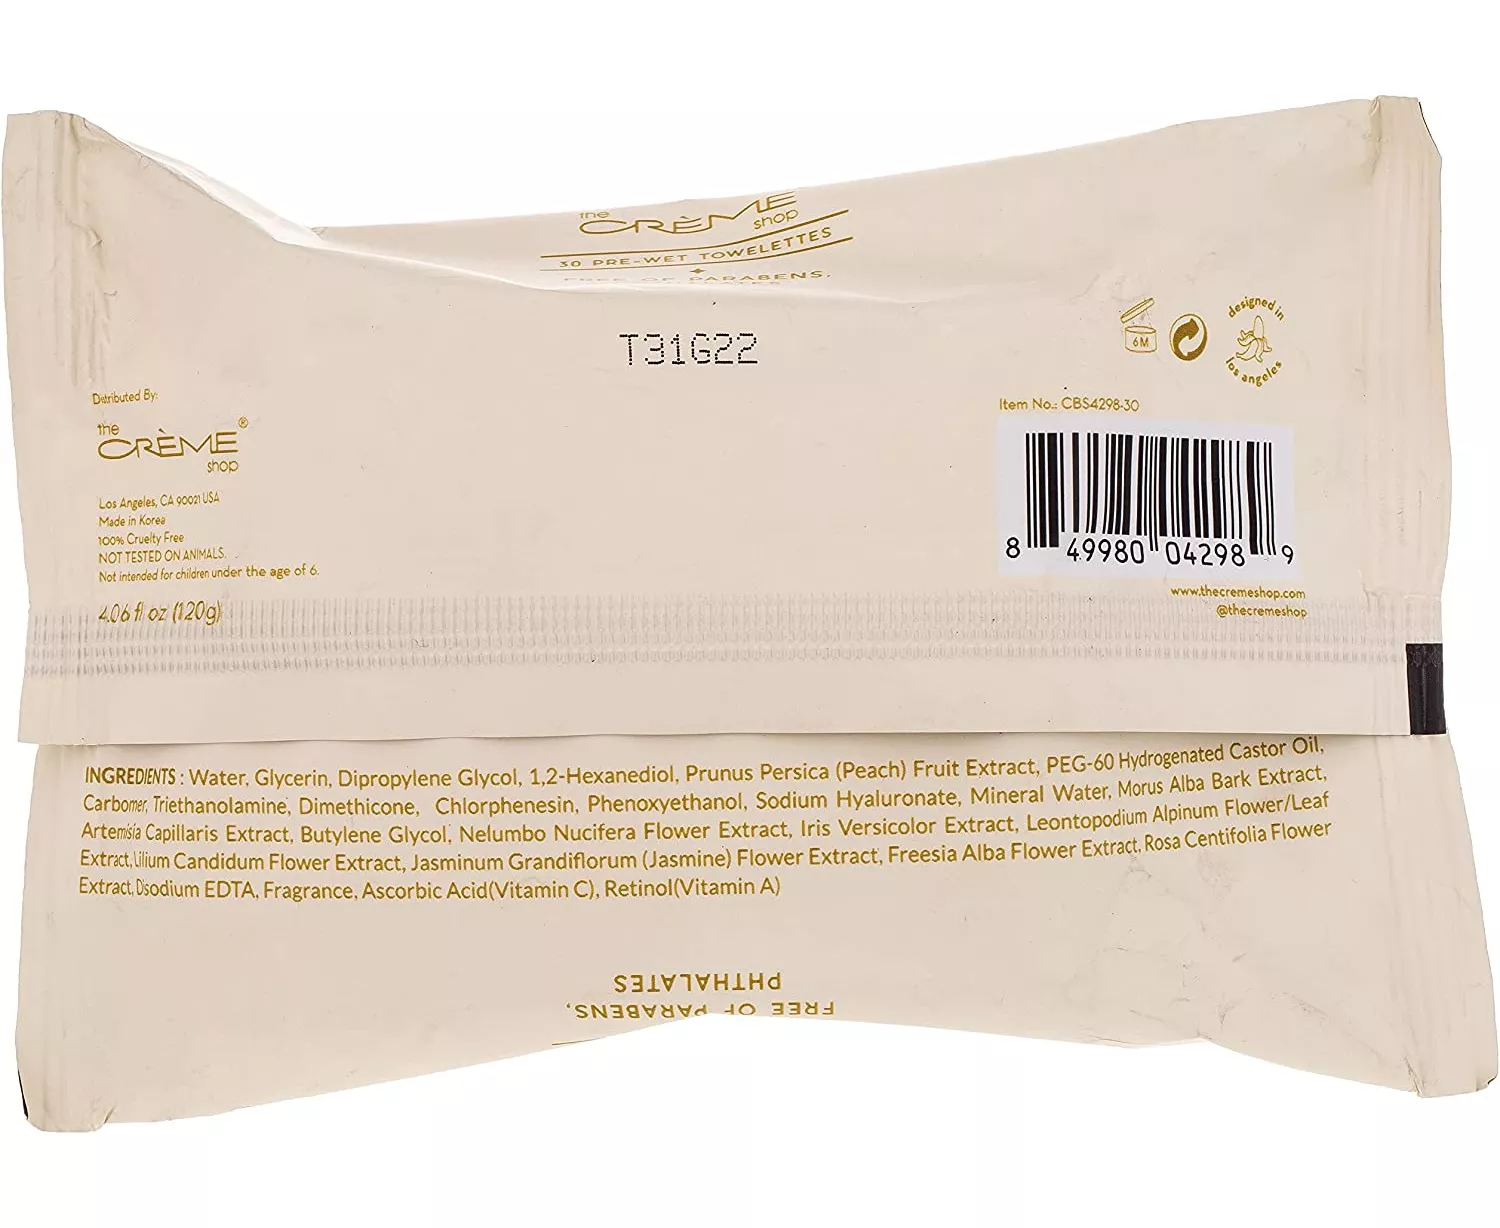 the
CRÈME
shop
30 PRE-WET TOWELETTES
FREE OF PARABENS,
T31G22
6M
designed in
los angeles
Distributed By:
the
CRÈME®
shop
Los Angeles, CA 90021 USA
Made in Korea
100% Cruelty Free
NOT TESTED ON ANIMALS.
Not intended for children under the age of 6.
4.06 fl oz (120g)
Item No.: CBS4298-30
8 49980 04298 9
www.thecremeshop.com
@thecremeshop
INGREDIENTS : Water, Glycerin, Dipropylene Glycol, 1,2-Hexanediol, Prunus Persica (Peach) Fruit Extract, PEG-60 Hydrogenated Castor Oil,
Carbomer, Triethanolamine, Dimethicone, Chlorphenesin, Phenoxyethanol, Sodium Hyaluronate, Mineral Water, Morus Alba Bark Extract,
Artemisia Capillaris Extract, Butylene Glycol, Nelumbo Nucifera Flower Extract, Iris Versicolor Extract, Leontopodium Alpinum Flower/Leaf
Extract, Lilium Candidum Flower Extract, Jasminum Grandiflorum (Jasmine) Flower Extract, Freesia Alba Flower Extract, Rosa Centifolia Flower
Extract, Disodium EDTA, Fragrance, Ascorbic Acid(Vitamin C), Retinol(Vitamin A)
FREE OF PARABENS,
PHTHALATES